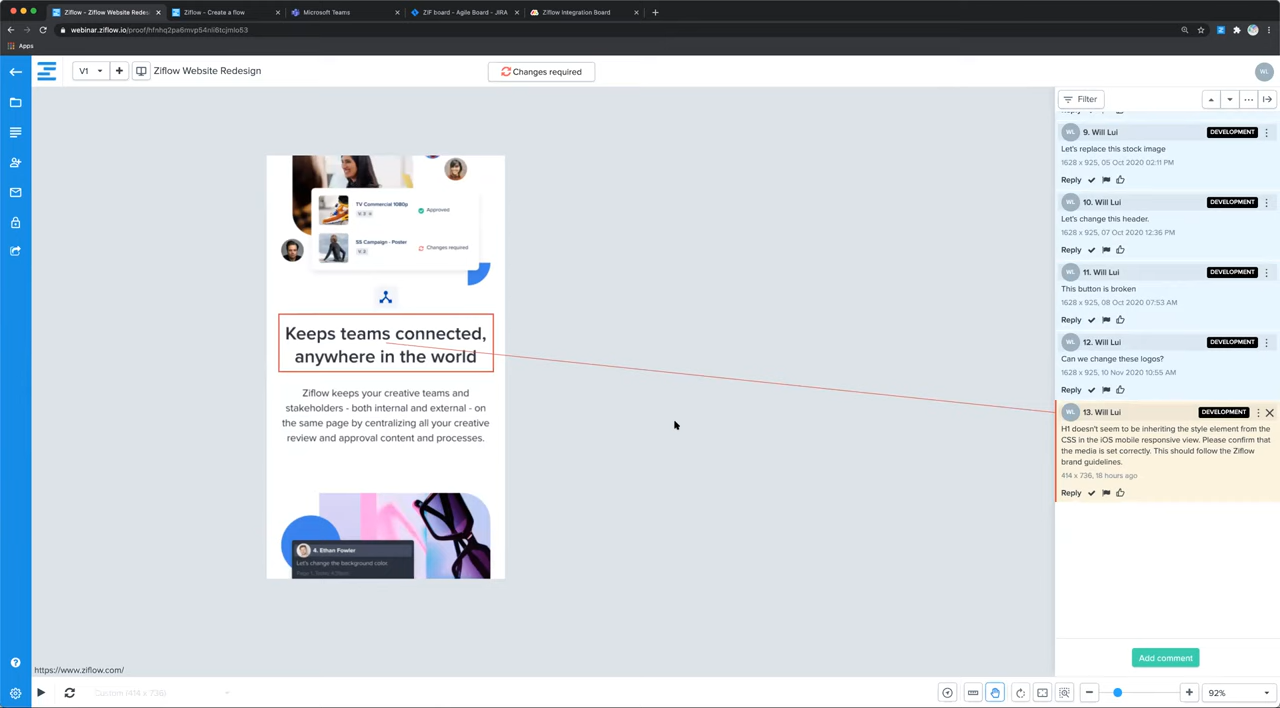 Ziflow - Ziflow Website Redes
Ziflow - Create a flow
Microsoft Teams
ZIF board - Agile Board - JIRA
Ziflow Integration Board
webinar.ziflow.io/proof/
Apps
V1
Ziflow Website Redesign
Changes required
WL
Filter
Reply
WL 9. Will Lui DEVELOPMENT
Let's replace this stock image
1628 x 925, 05 Oct 2020 02:11 PM
Reply
WL 10. Will Lui DEVELOPMENT
Let's change this header.
1628 x 925, 07 Oct 2020 12:36 PM
Reply
WL 11. Will Lui DEVELOPMENT
This button is broken
1628 x 925, 08 Oct 2020 07:53 AM
Reply
WL 12. Will Lui DEVELOPMENT
Can we change these logos?
1628 x 925, 10 Nov 2020 10:55 AM
Reply
WL 13. Will Lui DEVELOPMENT
H1 doesn't seem to be inheriting the style element from the
CSS in the iOS mobile responsive view. Please confirm that
the media is set correctly. This should follow the Ziflow
brand guidelines.
414 x 736, 18 hours ago
Reply
Add comment
TV Commercial 1080p
Approved
SS Campaign - Poster
Changes required
Keeps teams connected,
anywhere in the world
Ziflow keeps your creative teams and
stakeholders - both internal and external - on
the same page by centralizing all your creative
review and approval content and processes.
4. Ethan Fowler
Let's change the background color.
https://www.ziflow.com/
Custom (414 x 736)
92%